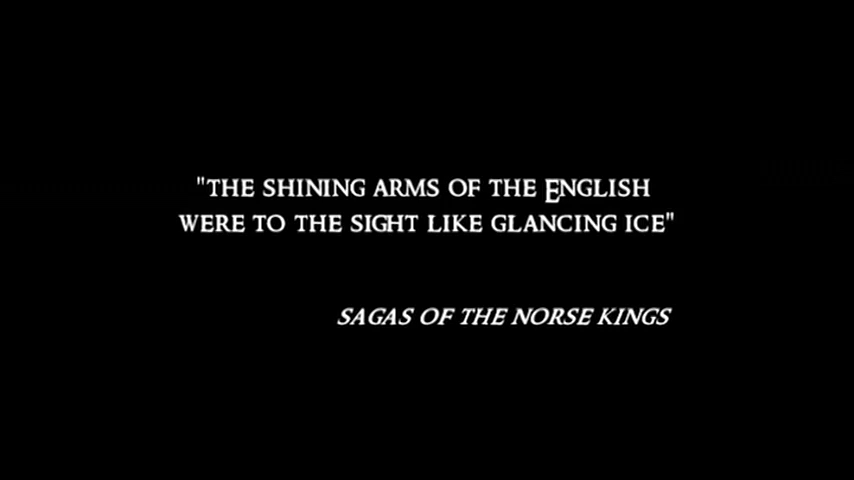 "THE SHINING ARMS OF THE ENGLISH
WERE TO THE SIGHT LIKE GLANCING ICE"
SAGAS OF THE NORSE KINGS